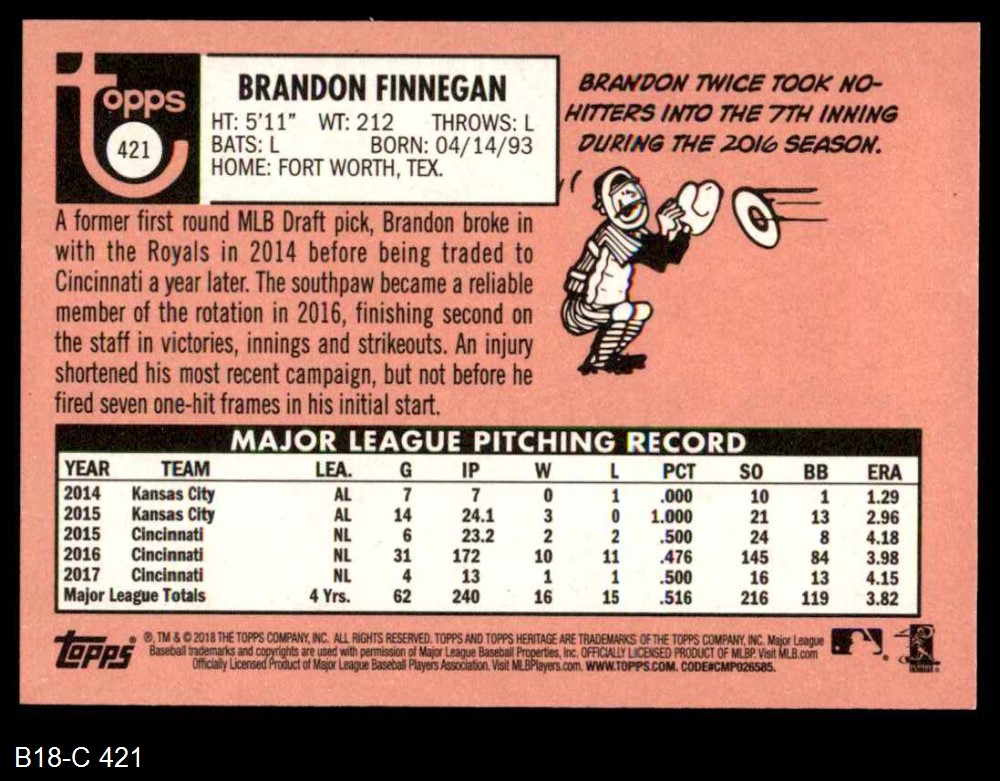 topps
421
BRANDON FINNEGAN
HT: 5'11" WT: 212 THROWS: L
BATS: L BORN: 04/14/93
HOME: FORT WORTH, TEX.
BRANDON TWICE TOOK NO-
HITTERS INTO THE 7TH INNING
DURING THE 2016 SEASON.
A former first round MLB Draft pick, Brandon broke in
with the Royals in 2014 before being traded to
Cincinnati a year later. The southpaw became a reliable
member of the rotation in 2016, finishing second on
the staff in victories, innings and strikeouts. An injury
shortened his most recent campaign, but not before he
fired seven one-hit frames in his initial start.
MAJOR LEAGUE PITCHING RECORD
YEAR TEAM LEA. G IP W L PCT SO BB ERA
2014 Kansas City AL 7 7 0 1 .000 10 1 1.29
2015 Kansas City AL 14 24.1 3 0 1.000 21 13 2.96
2015 Cincinnati NL 6 23.2 2 2 .500 24 8 4.18
2016 Cincinnati NL 31 172 10 11 .476 145 84 3.98
2017 Cincinnati NL 4 13 1 1 .500 16 13 4.15
Major League Totals 4 Yrs. 62 240 16 15 .516 216 119 3.82
Topps ®, TM & © 2018 THE TOPPS COMPANY, INC. ALL RIGHTS RESERVED. TOPPS AND TOPPS HERITAGE ARE TRADEMARKS OF THE TOPPS COMPANY, INC. Major League
Baseball trademarks and copyrights are used with permission of Major League Baseball Properties, Inc. OFFICIALLY LICENSED PRODUCT OF MLBP. Visit MLB.com
Officially Licensed Product of Major League Baseball Players Association. Visit MLBPlayers.com. WWW.TOPPS.COM. CODE#CMP026585.
B18-C 421